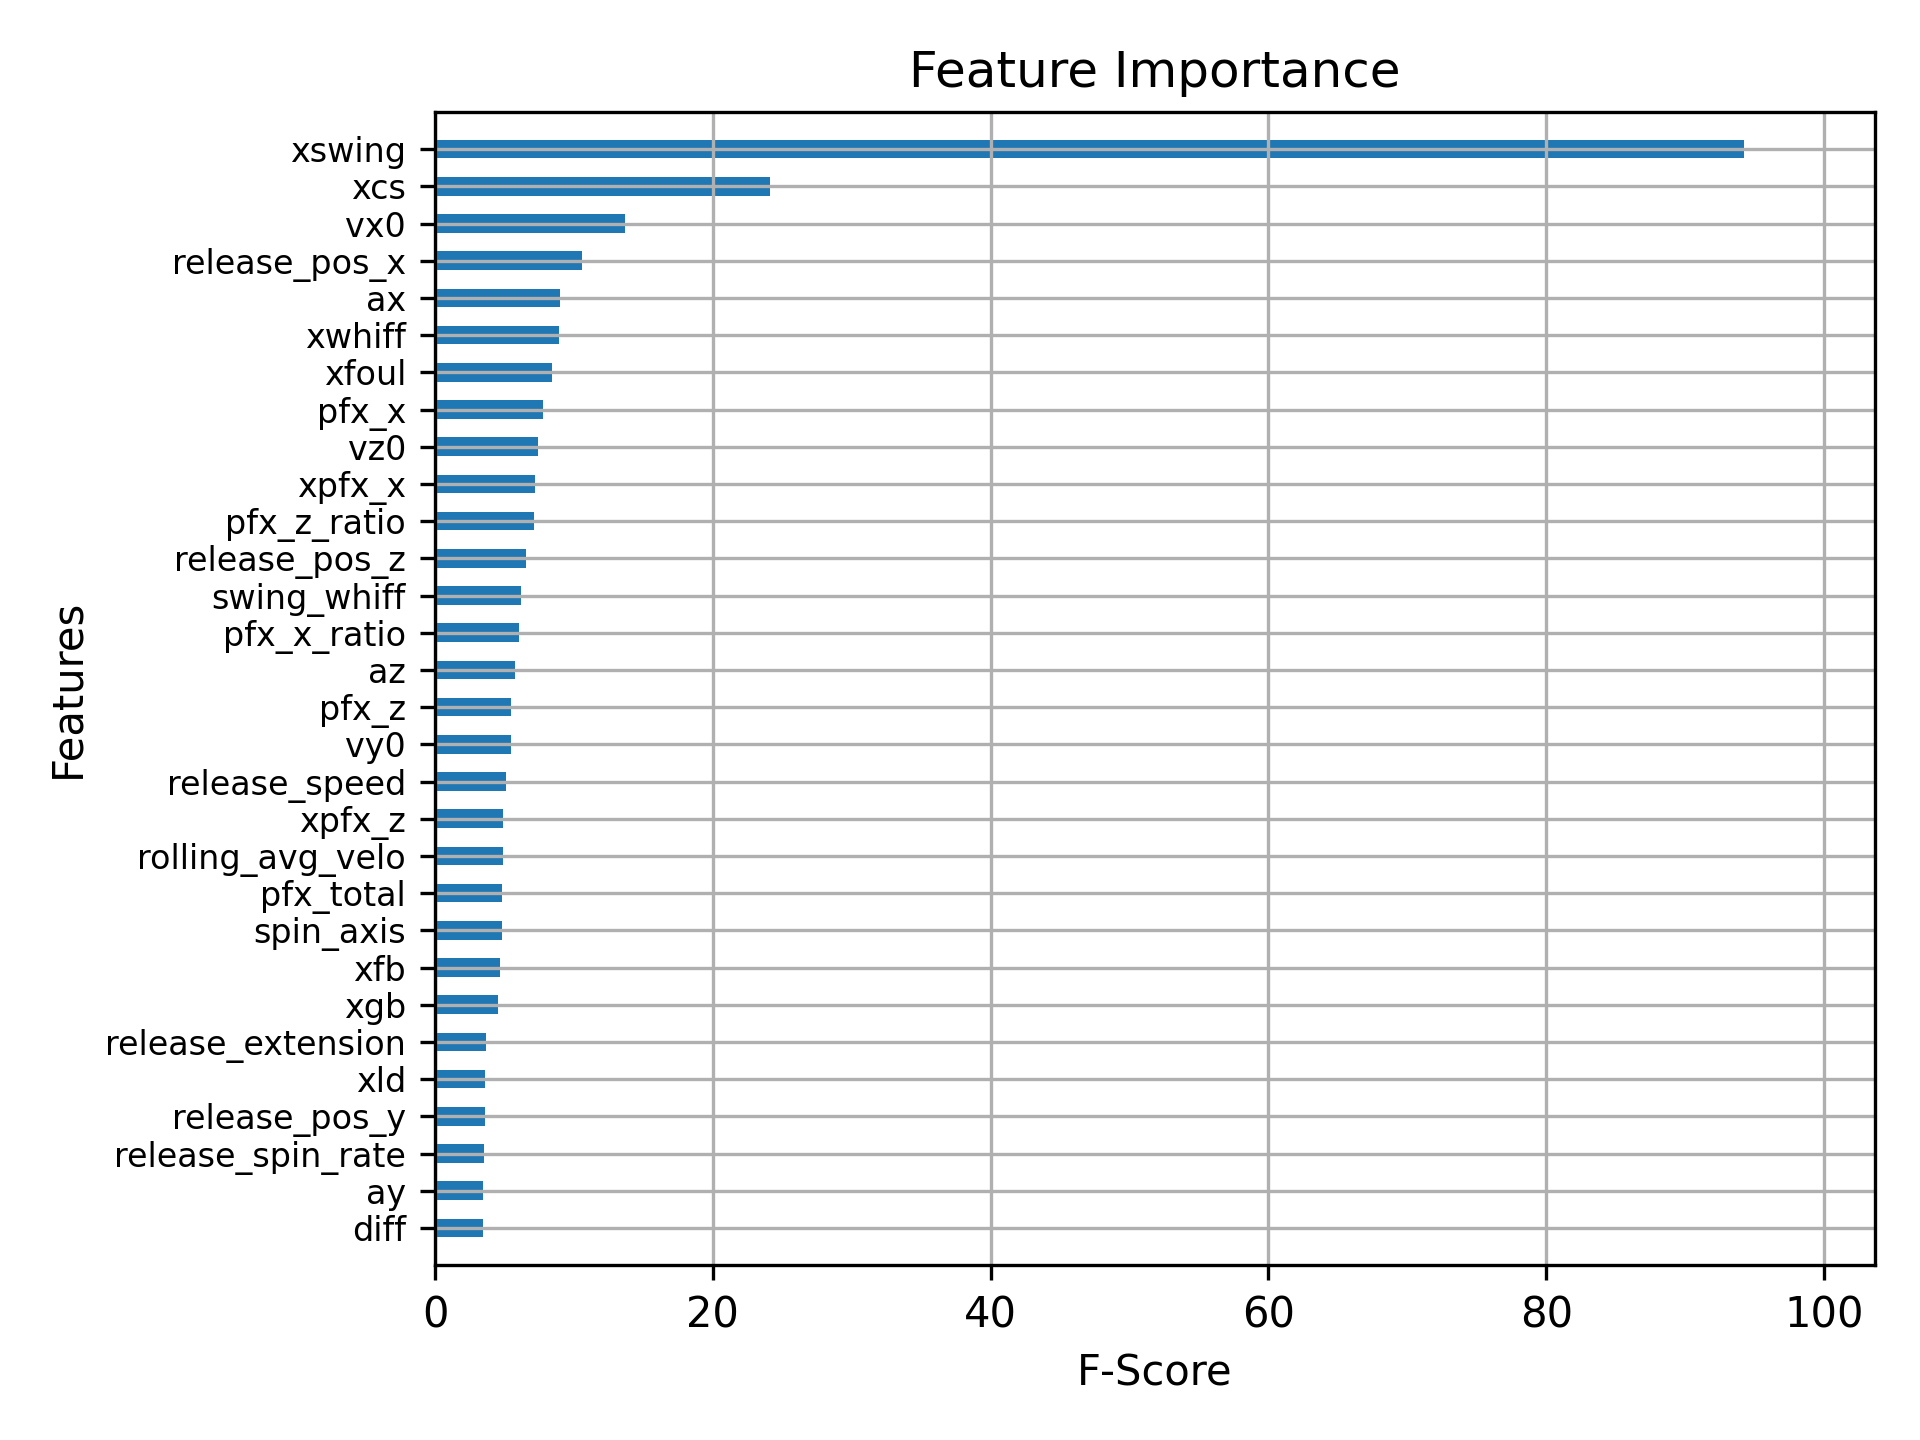 Feature Importance
xswing
xcs
vx0
release_pos_x
ax
xwhiff
xfoul
pfx_x
vz0
xpfx_x
pfx_z_ratio
release_pos_z
swing_whiff
pfx_x_ratio
az
pfx_z
vy0
release_speed
xpfx_z
rolling_avg_velo
pfx_total
spin_axis
xfb
xgb
release_extension
xld
release_pos_y
release_spin_rate
ay
diff
Features
0 20 40 60 80 100
F-Score